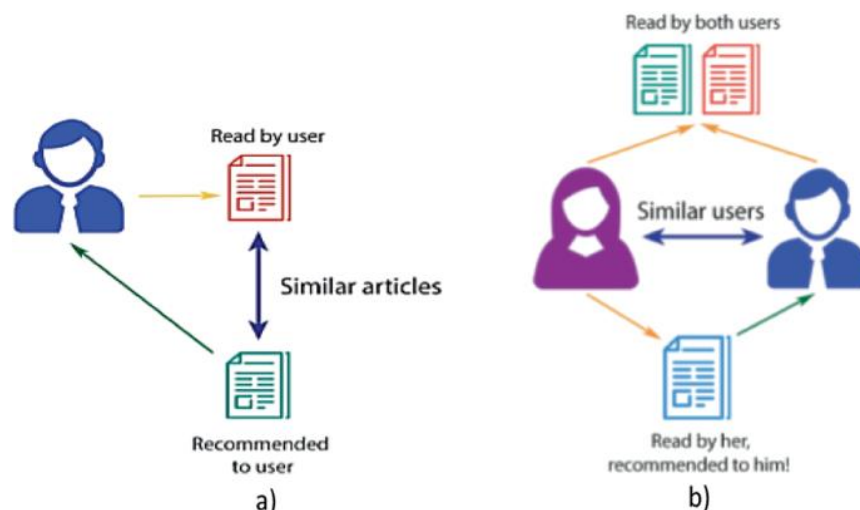 Read by user
Similar articles
Recommended
to user
a)
Read by both users
Similar users
Read by her,
recommended to him!
b)